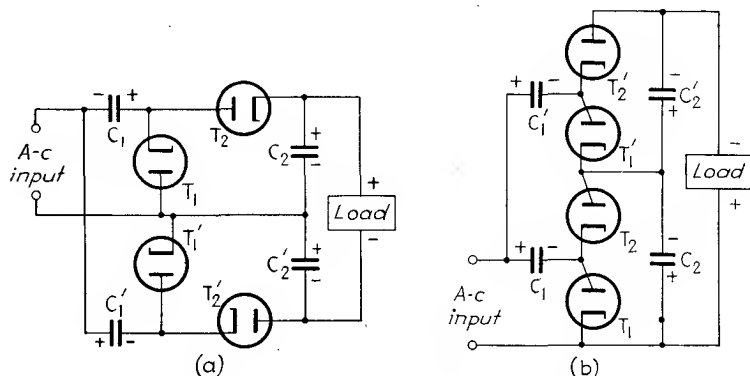 - +
C₁
T₂
+
C₂
-
A-c
input
T₁
+
Load
-
T₁'
+
C₂'
-
C₁'
+ -
T₂'
(a)
T₂'
+ -
C₁'
-
C₂'
+
T₁'
-
Load
+
T₂
+ -
C₁
-
C₂
+
A-c
input
T₁
(b)